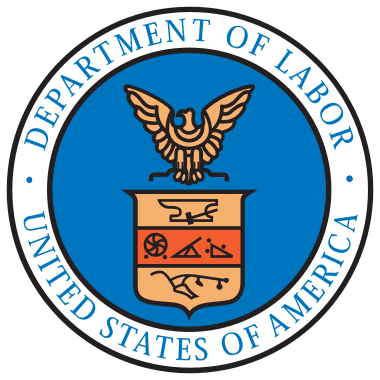 DEPARTMENT OF LABOR
UNITED STATES OF AMERICA